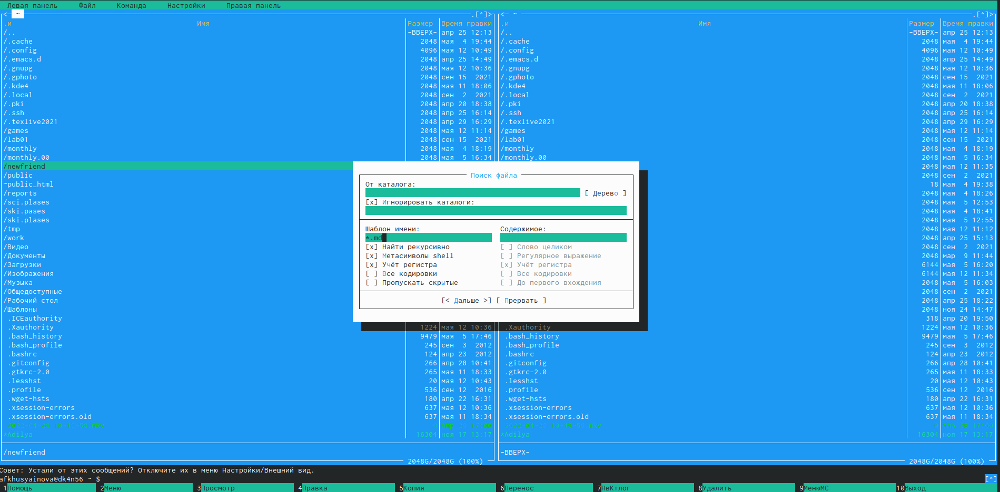 Левая панель Файл Команда Настройки Правая панель
<─ ~ .[^]> <─ ~ .[^]>
.и Имя Размер Время правки .и Имя Размер Время правки
/.. -ВВЕРХ- апр 25 12:13 /.. -ВВЕРХ- апр 25 12:13
/.cache 2048 мая 4 19:44 /.cache 2048 мая 4 19:44
/.config 4096 мая 12 10:49 /.config 4096 мая 12 10:49
/.emacs.d 2048 апр 25 14:49 /.emacs.d 2048 апр 25 14:49
/.gnupg 2048 мая 12 10:36 /.gnupg 2048 мая 12 10:36
/.gphoto 2048 сен 15 2021 /.gphoto 2048 сен 15 2021
/.kde4 2048 мая 11 18:06 /.kde4 2048 мая 11 18:06
/.local 2048 сен 2 2021 /.local 2048 сен 2 2021
/.pki 2048 апр 20 18:38 /.pki 2048 апр 20 18:38
/.ssh 2048 апр 25 16:14 /.ssh 2048 апр 25 16:14
/.texlive2021 2048 апр 29 16:29 /.texlive2021 2048 апр 29 16:29
/games 2048 мая 12 11:14 /games 2048 мая 12 11:14
/lab01 2048 сен 15 2021 /lab01 2048 сен 15 2021
/monthly 2048 мая 4 18:19 /monthly 2048 мая 4 18:19
/monthly.00 2048 мая 5 16:34 /monthly.00 2048 мая 5 16:34
/newfriend 2048 мая 12 11:35
/public Поиск файла 2048 сен 2 2021
~public_html От каталога: 18 мая 4 19:38
/reports [ Дерево ] 2048 мая 4 18:26
/sci.plases [x] Игнорировать каталоги: 2048 мая 5 12:53
/ski.pases 2048 мая 4 18:41
/ski.plases 2048 мая 5 12:55
/tmp Шаблон имени: Содержимое: 2048 мая 12 11:12
/work *.md 2048 апр 25 15:13
/Видео [x] Найти рекурсивно [ ] Слово целиком 2048 сен 2 2021
/Документы [x] Метасимволы shell [ ] Регулярное выражение 2048 мар 9 11:44
/Загрузки [x] Учёт регистра [x] Учёт регистра 6144 мая 5 16:20
/Изображения [ ] Все кодировки [ ] Все кодировки 6144 мая 12 11:34
/Музыка [ ] Пропускать скрытые [ ] До первого вхождения 2048 мая 5 16:03
/Общедоступные 2048 сен 2 2021
/Рабочий стол [< Дальше >] [ Прервать ] 2048 апр 25 18:22
/Шаблоны 2048 ноя 24 14:47
.ICEauthority 318 апр 20 19:50
.Xauthority 1224 мая 12 10:36 .Xauthority 1224 мая 12 10:36
.bash_history 9479 мая 5 17:46 .bash_history 9479 мая 5 17:46
.bash_profile 245 сен 3 2012 .bash_profile 245 сен 3 2012
.bashrc 124 апр 23 2012 .bashrc 124 апр 23 2012
.gitconfig 266 апр 28 10:41 .gitconfig 266 апр 28 10:41
.gtkrc-2.0 265 мая 11 18:33 .gtkrc-2.0 265 мая 11 18:33
.lesshst 20 мая 12 10:43 .lesshst 20 мая 12 10:43
.profile 536 сен 12 2016 .profile 536 сен 12 2016
.wget-hsts 180 апр 22 16:31 .wget-hsts 180 апр 22 16:31
.xsession-errors 637 мая 12 10:36 .xsession-errors 637 мая 12 10:36
.xsession-errors.old 637 мая 11 18:34 .xsession-errors.old 637 мая 11 18:34
*Adilya 16304 ноя 17 13:17 *Adilya 16304 ноя 17 13:17
/newfriend -ВВЕРХ-
2048G/2048G (100%) 2048G/2048G (100%)
Совет: Устали от этих сообщений? Отключите их в меню Настройки/Внешний вид.
afkhusyainova@dk4n56 ~ $ [^]
1Помощь 2Меню 3Просмотр 4Правка 5Копия 6Перенос 7НвКтлог 8Удалить 9МенюМС 10Выход